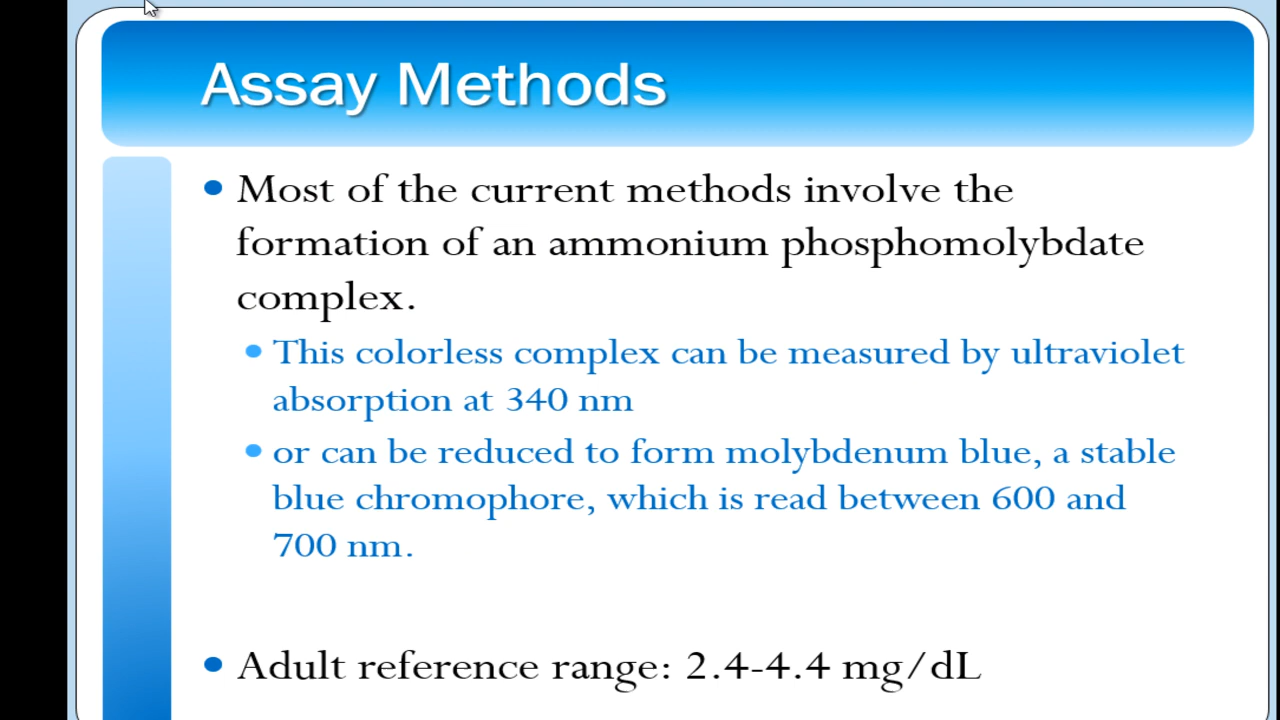 Assay Methods
Most of the current methods involve the
formation of an ammonium phosphomolybdate
complex.
This colorless complex can be measured by ultraviolet
absorption at 340 nm
or can be reduced to form molybdenum blue, a stable
blue chromophore, which is read between 600 and
700 nm.
Adult reference range: 2.4-4.4 mg/dL